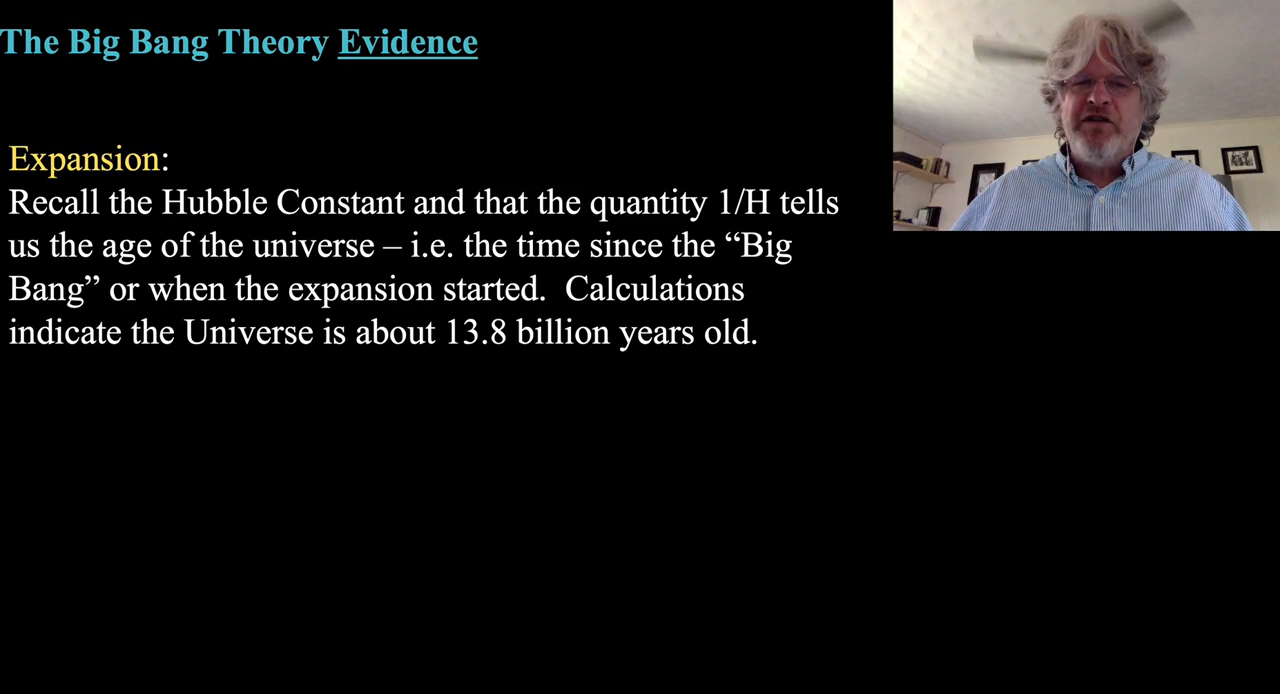 The Big Bang Theory Evidence
Expansion:
Recall the Hubble Constant and that the quantity 1/H tells
us the age of the universe – i.e. the time since the “Big
Bang” or when the expansion started.  Calculations
indicate the Universe is about 13.8 billion years old.